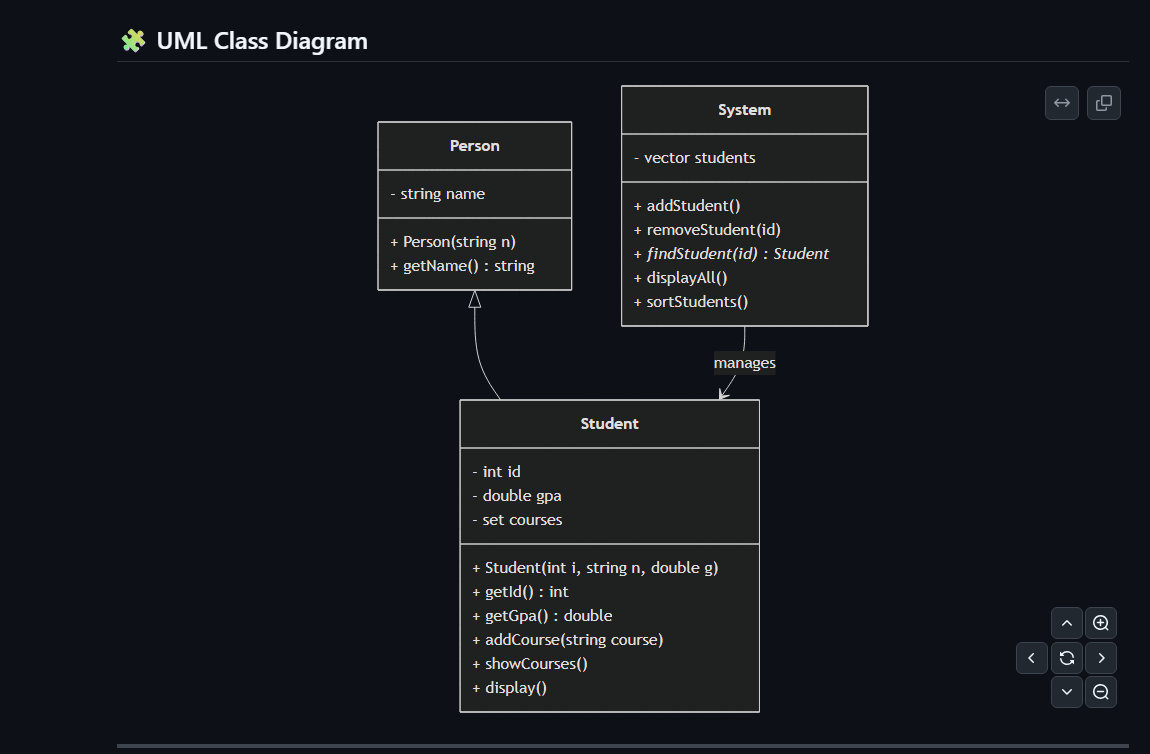 UML Class Diagram
Person
- string name
+ Person(string n)
+ getName() : string
System
- vector students
+ addStudent()
+ removeStudent(id)
+ findStudent(id) : Student
+ displayAll()
+ sortStudents()
manages
Student
- int id
- double gpa
- set courses
+ Student(int i, string n, double g)
+ getId() : int
+ getGpa() : double
+ addCourse(string course)
+ showCourses()
+ display()